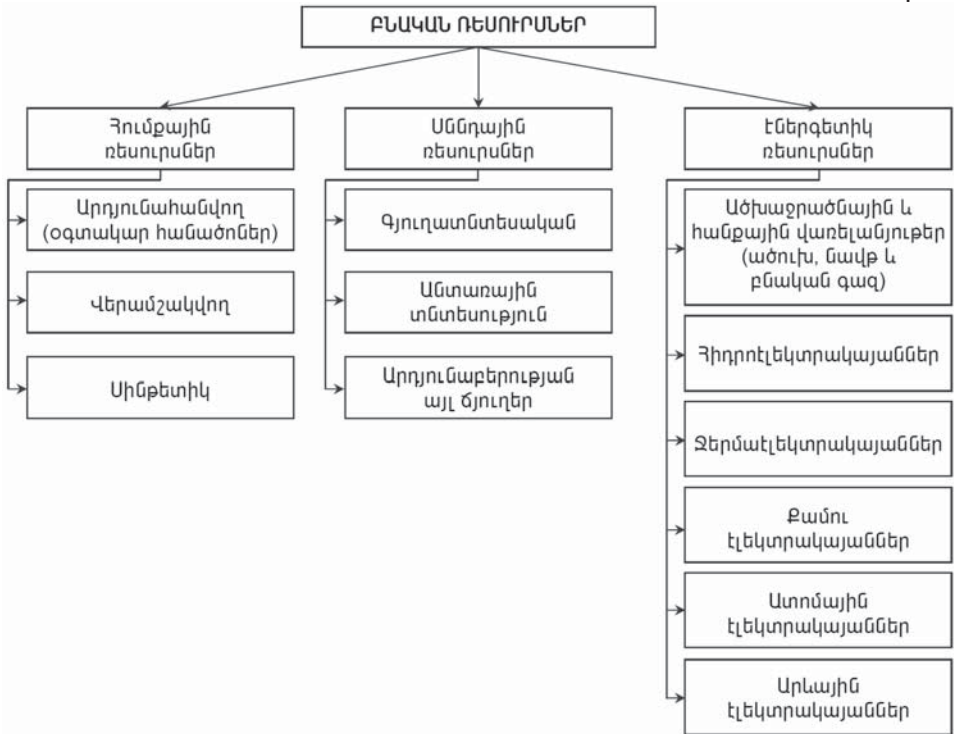 ԲՆԱԿԱՆ ՌԵՍՈՒՐՍՆԵՐ
Հումքային
ռեսուրսներ
Արդյունահանվող
(օգտակար հանածոներ)
Վերամշակվող
Սինթետիկ
Սննդային
ռեսուրսներ
Գյուղատնտեսական
Անտառային
տնտեսություն
Արդյունաբերության
այլ ճյուղեր
Էներգետիկ
ռեսուրսներ
Ածխաջրածնային և
հանքային վառելանյութեր
(ածուխ, նավթ և
բնական գազ)
Հիդրոէլեկտրակայաններ
Ջերմաէլեկտրակայաններ
Քամու
էլեկտրակայաններ
Ատոմային
էլեկտրակայաններ
Արևային
էլեկտրակայաններ